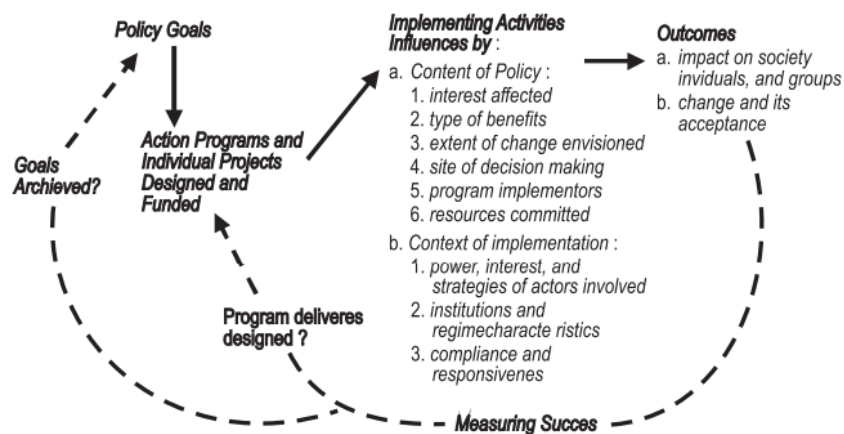 Policy Goals
Action Programs and
Individual Projects
Designed and
Funded
Goals
Archieved?
Program deliveres
designed ?
Implementing Activities
Influences by :
a. Content of Policy :
1. interest affected
2. type of benefits
3. extent of change envisioned
4. site of decision making
5. program implementors
6. resources committed
b. Context of implementation :
1. power, interest, and
strategies of actors involved
2. institutions and
regimecharacte ristics
3. compliance and
responsivenes
Outcomes
a. impact on society
inviduals, and groups
b. change and its
acceptance
Measuring Succes